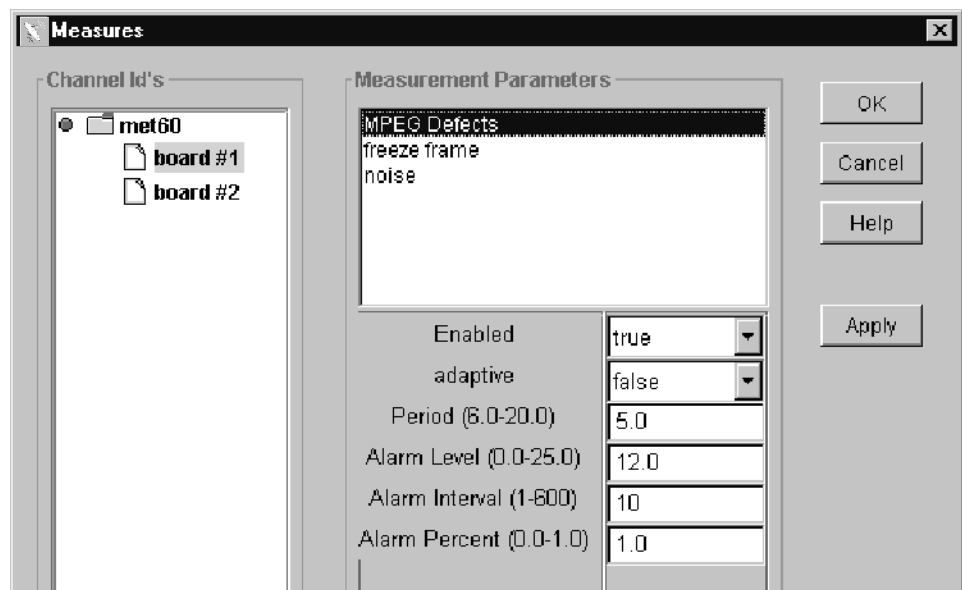 Measures
Channel Id's
met60
board #1
board #2
Measurement Parameters
MPEG Defects
freeze frame
noise
Enabled
true
adaptive
false
Period (6.0-20.0)
5.0
Alarm Level (0.0-25.0)
12.0
Alarm Interval (1-600)
10
Alarm Percent (0.0-1.0)
1.0
OK
Cancel
Help
Apply